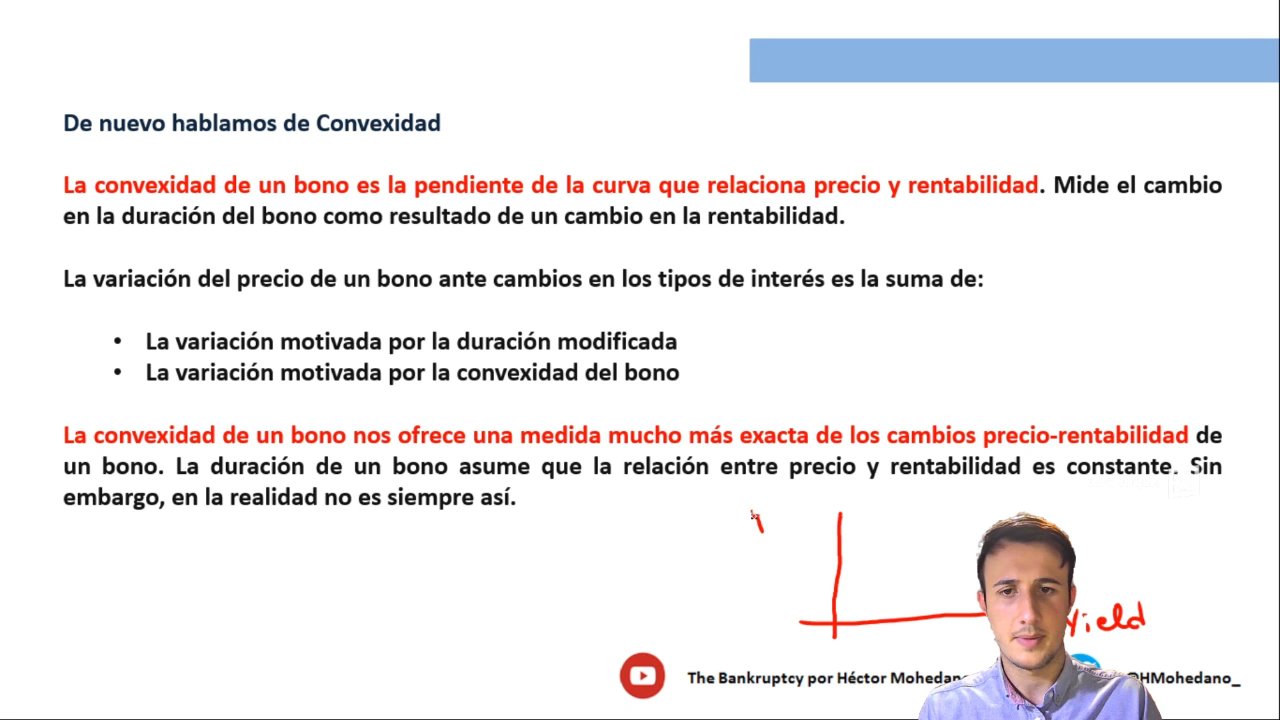 De nuevo hablamos de Convexidad
La convexidad de un bono es la pendiente de la curva que relaciona precio y rentabilidad. Mide el cambio
en la duración del bono como resultado de un cambio en la rentabilidad.
La variación del precio de un bono ante cambios en los tipos de interés es la suma de:
• La variación motivada por la duración modificada
• La variación motivada por la convexidad del bono
La convexidad de un bono nos ofrece una medida mucho más exacta de los cambios precio-rentabilidad de
un bono. La duración de un bono asume que la relación entre precio y rentabilidad es constante. Sin
embargo, en la realidad no es siempre así.
Yield
The Bankruptcy por Héctor Mohedano
@HMohedano_